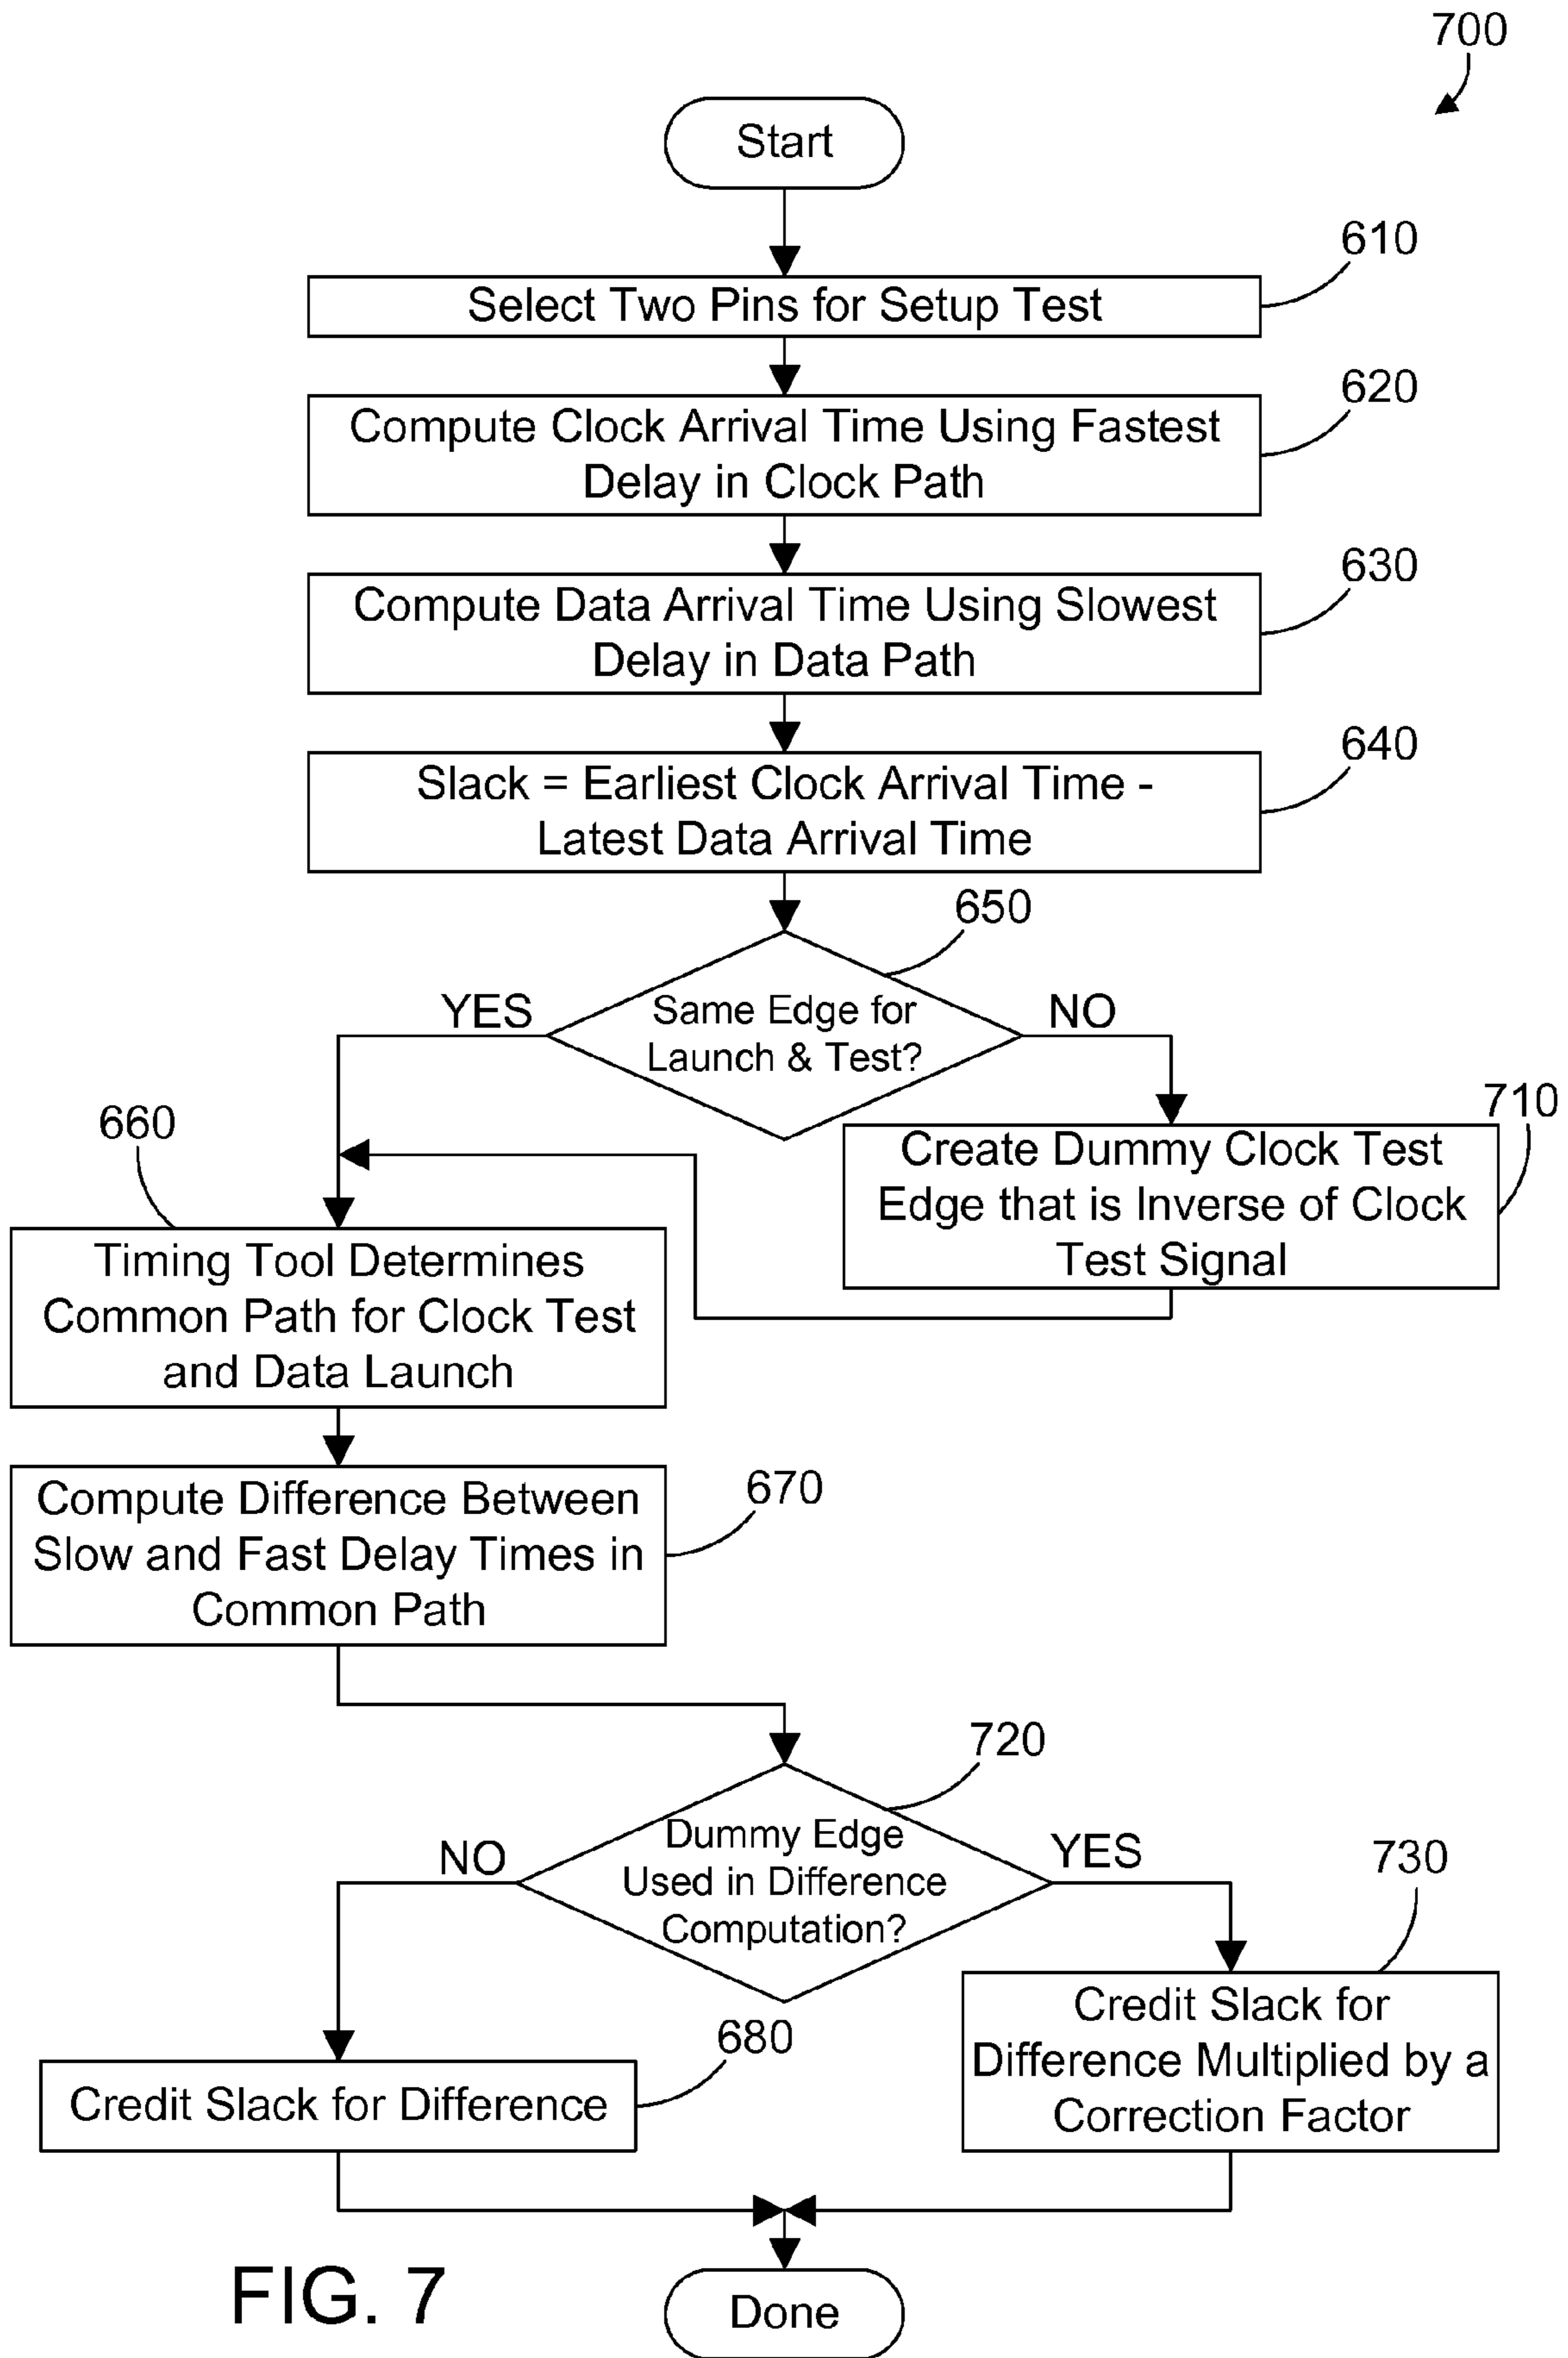 700
Start
610
Select Two Pins for Setup Test
620
Compute Clock Arrival Time Using Fastest
Delay in Clock Path
630
Compute Data Arrival Time Using Slowest
Delay in Data Path
640
Slack = Earliest Clock Arrival Time -
Latest Data Arrival Time
650
YES
Same Edge for
Launch & Test?
NO
710
Create Dummy Clock Test
Edge that is Inverse of Clock
Test Signal
660
Timing Tool Determines
Common Path for Clock Test
and Data Launch
670
Compute Difference Between
Slow and Fast Delay Times in
Common Path
720
NO
Dummy Edge
Used in Difference
Computation?
YES
730
Credit Slack for
Difference Multiplied by a
Correction Factor
680
Credit Slack for Difference
Done
FIG. 7